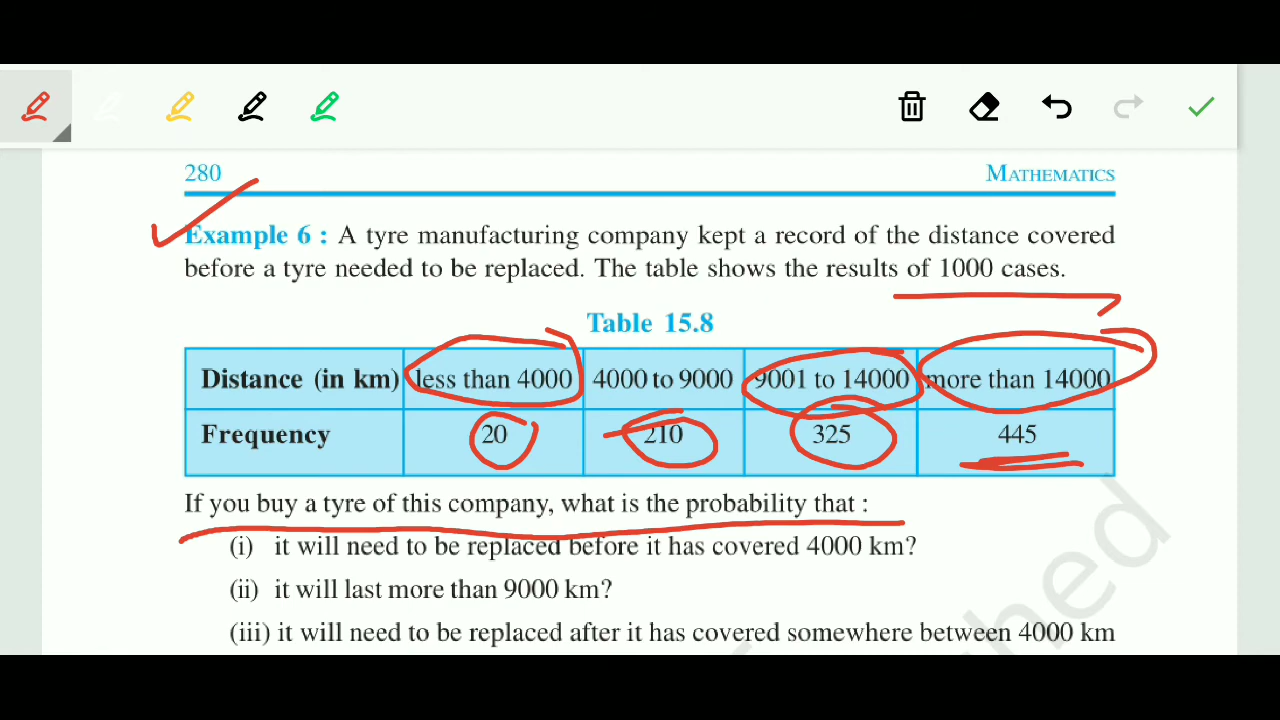 280 MATHEMATICS
Example 6 : A tyre manufacturing company kept a record of the distance covered
before a tyre needed to be replaced. The table shows the results of 1000 cases.
Table 15.8
Distance (in km) less than 4000 4000 to 9000 9001 to 14000 more than 14000
Frequency 20 210 325 445
If you buy a tyre of this company, what is the probability that :
(i) it will need to be replaced before it has covered 4000 km?
(ii) it will last more than 9000 km?
(iii) it will need to be replaced after it has covered somewhere between 4000 km